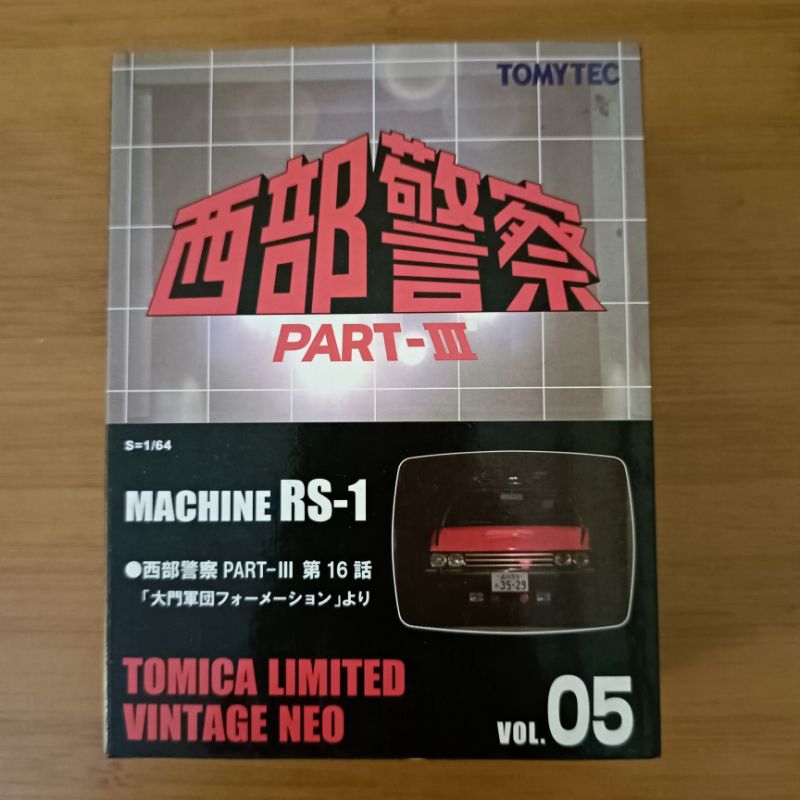 TOMYTEC
西部警察
PART-III
S=1/64
MACHINE RS-1
●西部警察 PART-III 第16話
「大門軍団フォーメーション」より
35-29
TOMICA LIMITED
VINTAGE NEO
VOL.05